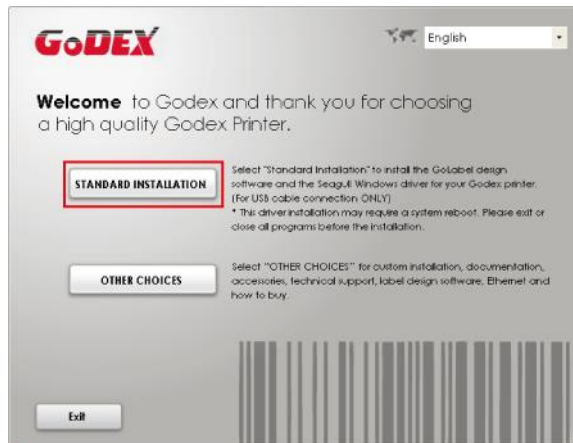 GoDEX
English
Welcome to Godex and thank you for choosing
a high quality Godex Printer.
STANDARD INSTALLATION
Select "Standard Installation" to install the GoLabel design
software and the Seagull Windows driver for your Godex printer.
(For USB cable connection ONLY)
* This driver installation may require a system reboot. Please exit or
close all programs before the installation.
OTHER CHOICES
Select "OTHER CHOICES" for custom installation, documentation,
accessories, technical support, label design software, Ethernet and
how to buy.
Exit